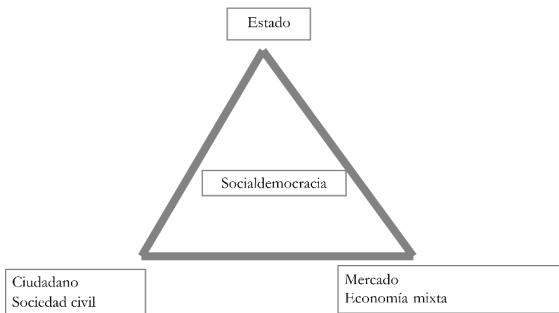 Estado
Socialdemocracia
Ciudadano
Sociedad civil
Mercado
Economía mixta